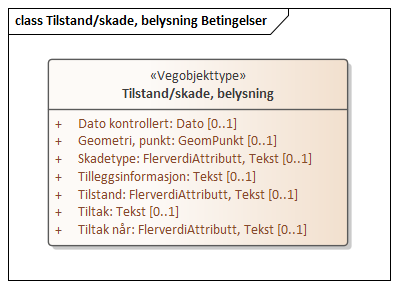 class Tilstand/skade, belysning Betingelser
«Vegobjekttype»
Tilstand/skade, belysning
+ Dato kontrollert: Dato [0..1]
+ Geometri, punkt: GeomPunkt [0..1]
+ Skadetype: FlerverdiAttributt, Tekst [0..1]
+ Tilleggsinformasjon: Tekst [0..1]
+ Tilstand: FlerverdiAttributt, Tekst [0..1]
+ Tiltak: Tekst [0..1]
+ Tiltak når: FlerverdiAttributt, Tekst [0..1]